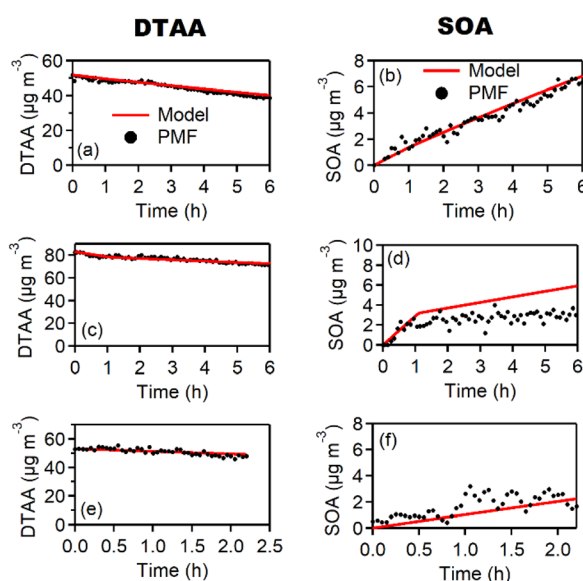 DTAA
SOA
DTAA (µg m⁻³)
60
40
20
0
Model
PMF
(a)
0 1 2 3 4 5 6
Time (h)
SOA (µg m⁻³)
8
6
4
2
0
(b)
Model
PMF
0 1 2 3 4 5 6
Time (h)
DTAA (µg m⁻³)
80
60
40
20
0
(c)
0 1 2 3 4 5 6
Time (h)
SOA (µg m⁻³)
10
8
6
4
2
0
(d)
0 1 2 3 4 5 6
Time (h)
DTAA (µg m⁻³)
60
40
20
0
(e)
0.0 0.5 1.0 1.5 2.0 2.5
Time (h)
SOA (µg m⁻³)
8
6
4
2
0
(f)
0.0 0.5 1.0 1.5 2.0
Time (h)